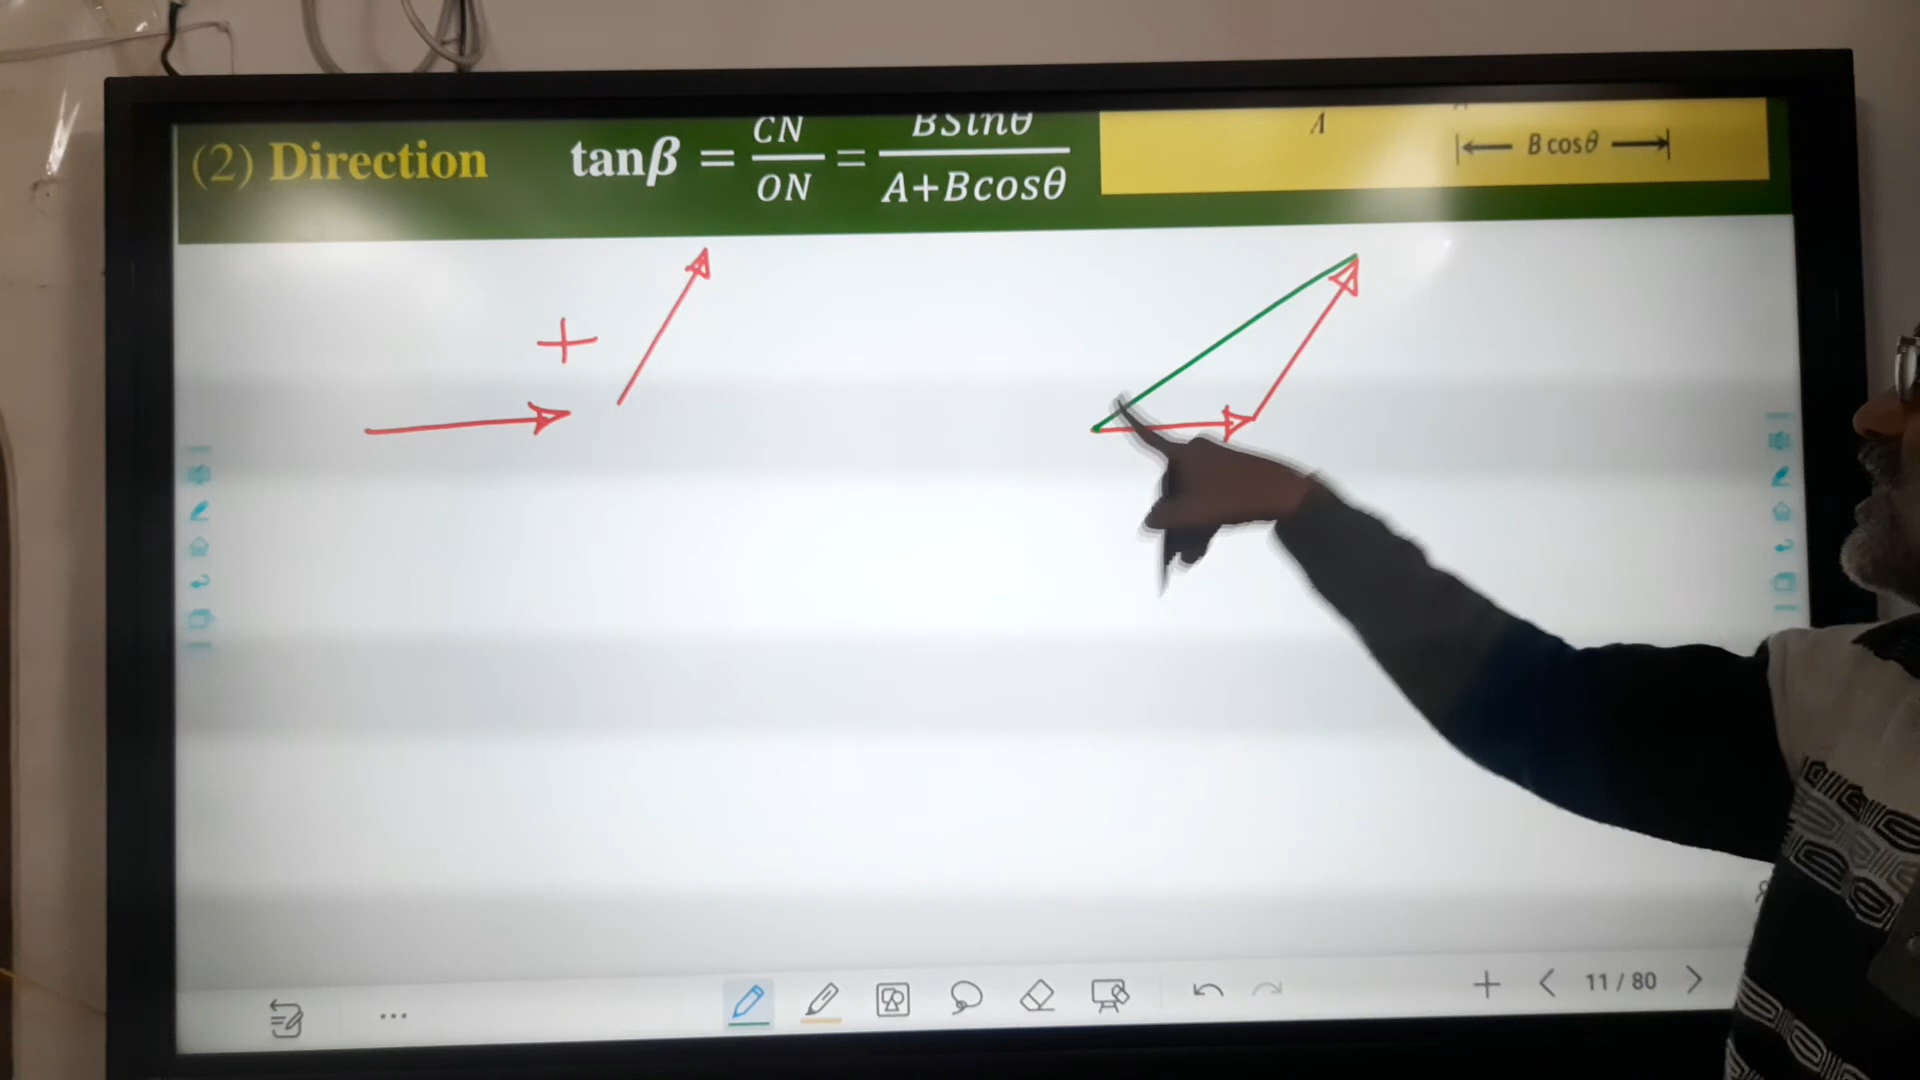 (2) Direction tanβ = CN/ON = BSinθ/A+Bcosθ
A
B cosθ
+
11 / 80